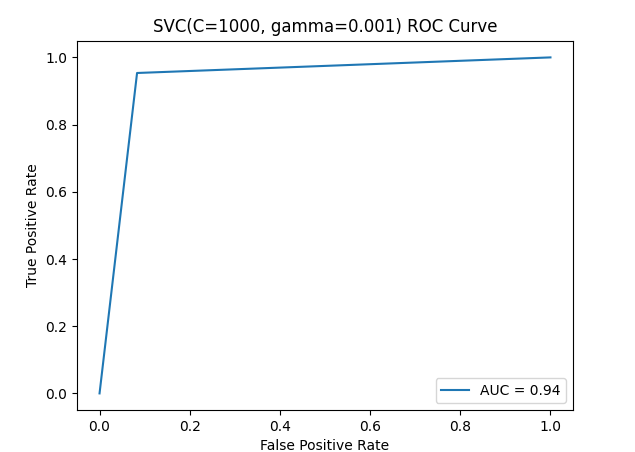 SVC(C=1000, gamma=0.001) ROC Curve
1.0
0.8
0.6
0.4
0.2
0.0
True Positive Rate
AUC = 0.94
0.0 0.2 0.4 0.6 0.8 1.0
False Positive Rate